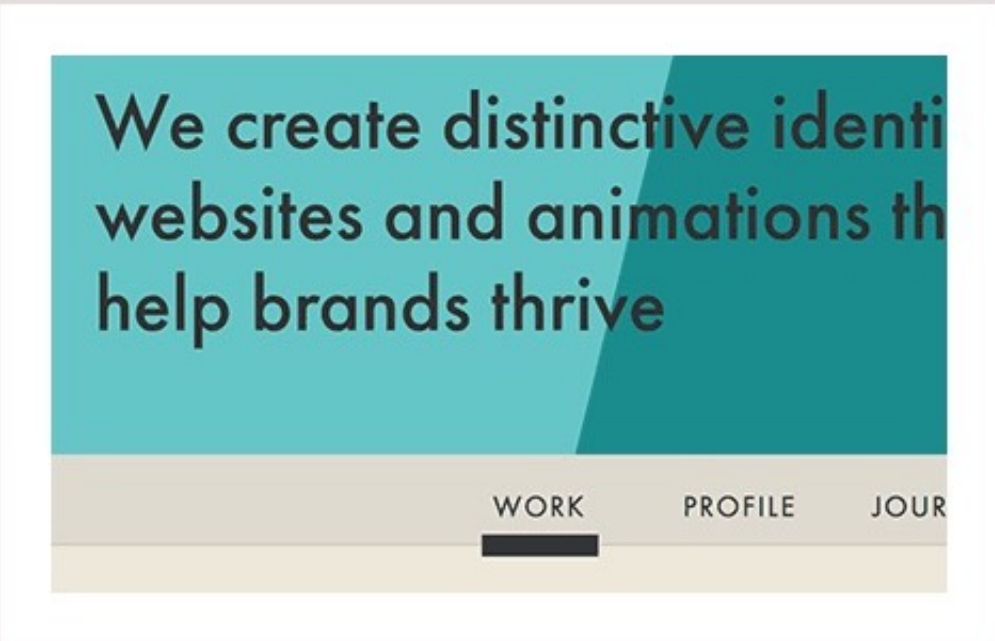 We create distinctive identi
websites and animations th
help brands thrive
WORK PROFILE JOUR